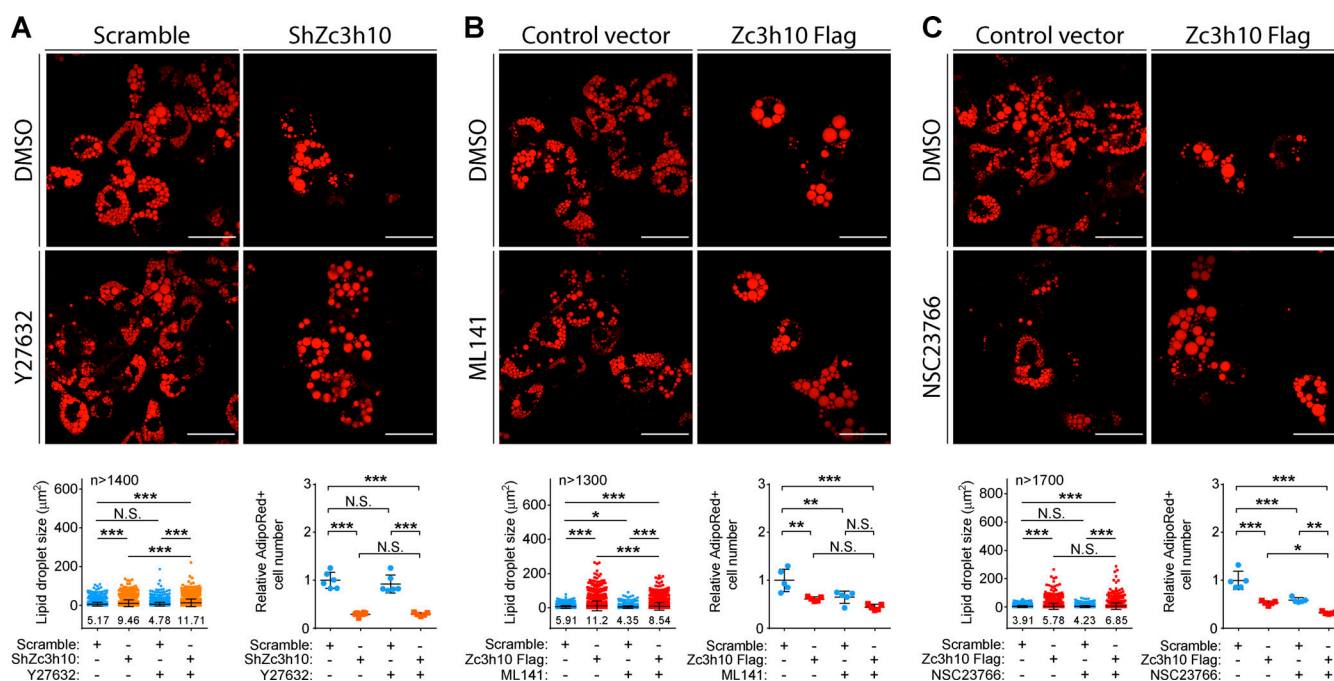 A
Scramble
ShZc3h10
DMSO
Y27632
n>1400
Lipid droplet size (µm²)
600
400
200
0
***
N.S.
***
***
***
5.17 9.46 4.78 11.71
Scramble: + - + -
ShZc3h10: - + - +
Y27632: - - + +
Relative AdipoRed+
cell number
3
2
1
0
***
N.S.
***
***
N.S.
Scramble: + - + -
ShZc3h10: - + - +
Y27632: - - + +
B
Control vector
Zc3h10 Flag
DMSO
ML141
n>1300
Lipid droplet size (µm²)
600
400
200
0
***
*
***
***
***
5.91 11.2 4.35 8.54
Scramble: + - + -
Zc3h10 Flag: - + - +
ML141: - - + +
Relative AdipoRed+
cell number
3
2
1
0
***
**
**
N.S.
N.S.
Scramble: + - + -
Zc3h10 Flag: - + - +
ML141: - - + +
C
Control vector
Zc3h10 Flag
DMSO
NSC23766
n>1700
Lipid droplet size (µm²)
800
600
400
200
0
***
N.S.
***
***
N.S.
3.91 5.78 4.23 6.85
Scramble: + - + -
Zc3h10 Flag: - + - +
NSC23766: - - + +
Relative AdipoRed+
cell number
3
2
1
0
***
***
***
**
*
Scramble: + - + -
Zc3h10 Flag: - + - +
NSC23766: - - + +